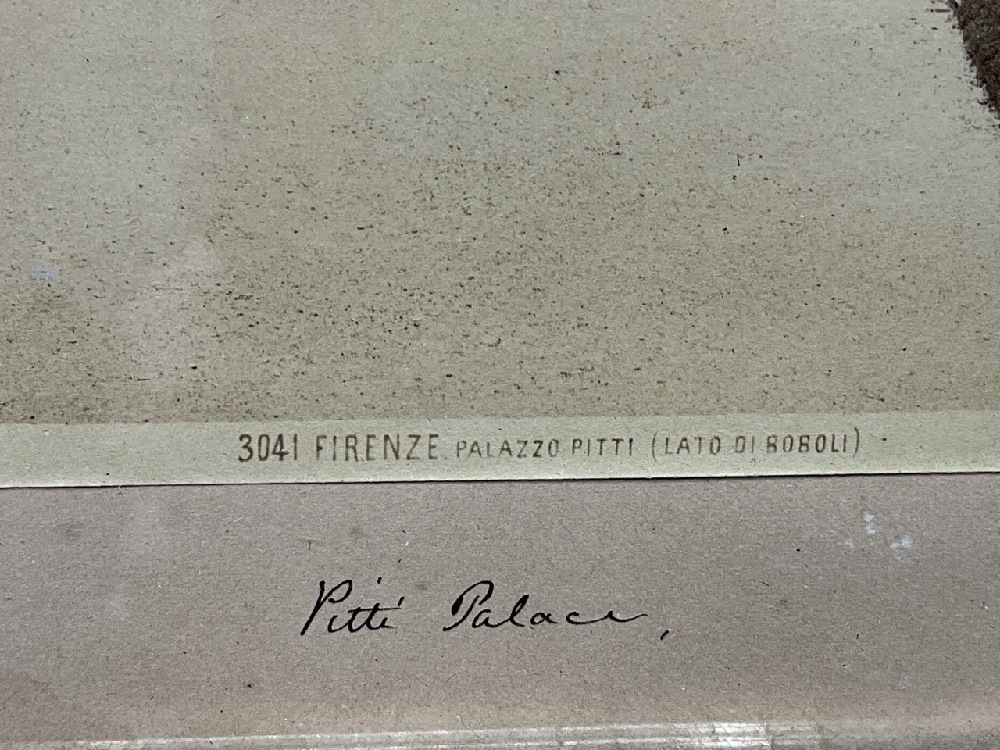 3041 FIRENZE. PALAZZO PITTI (LATO DI BOBOLI)
Pitti Palace,